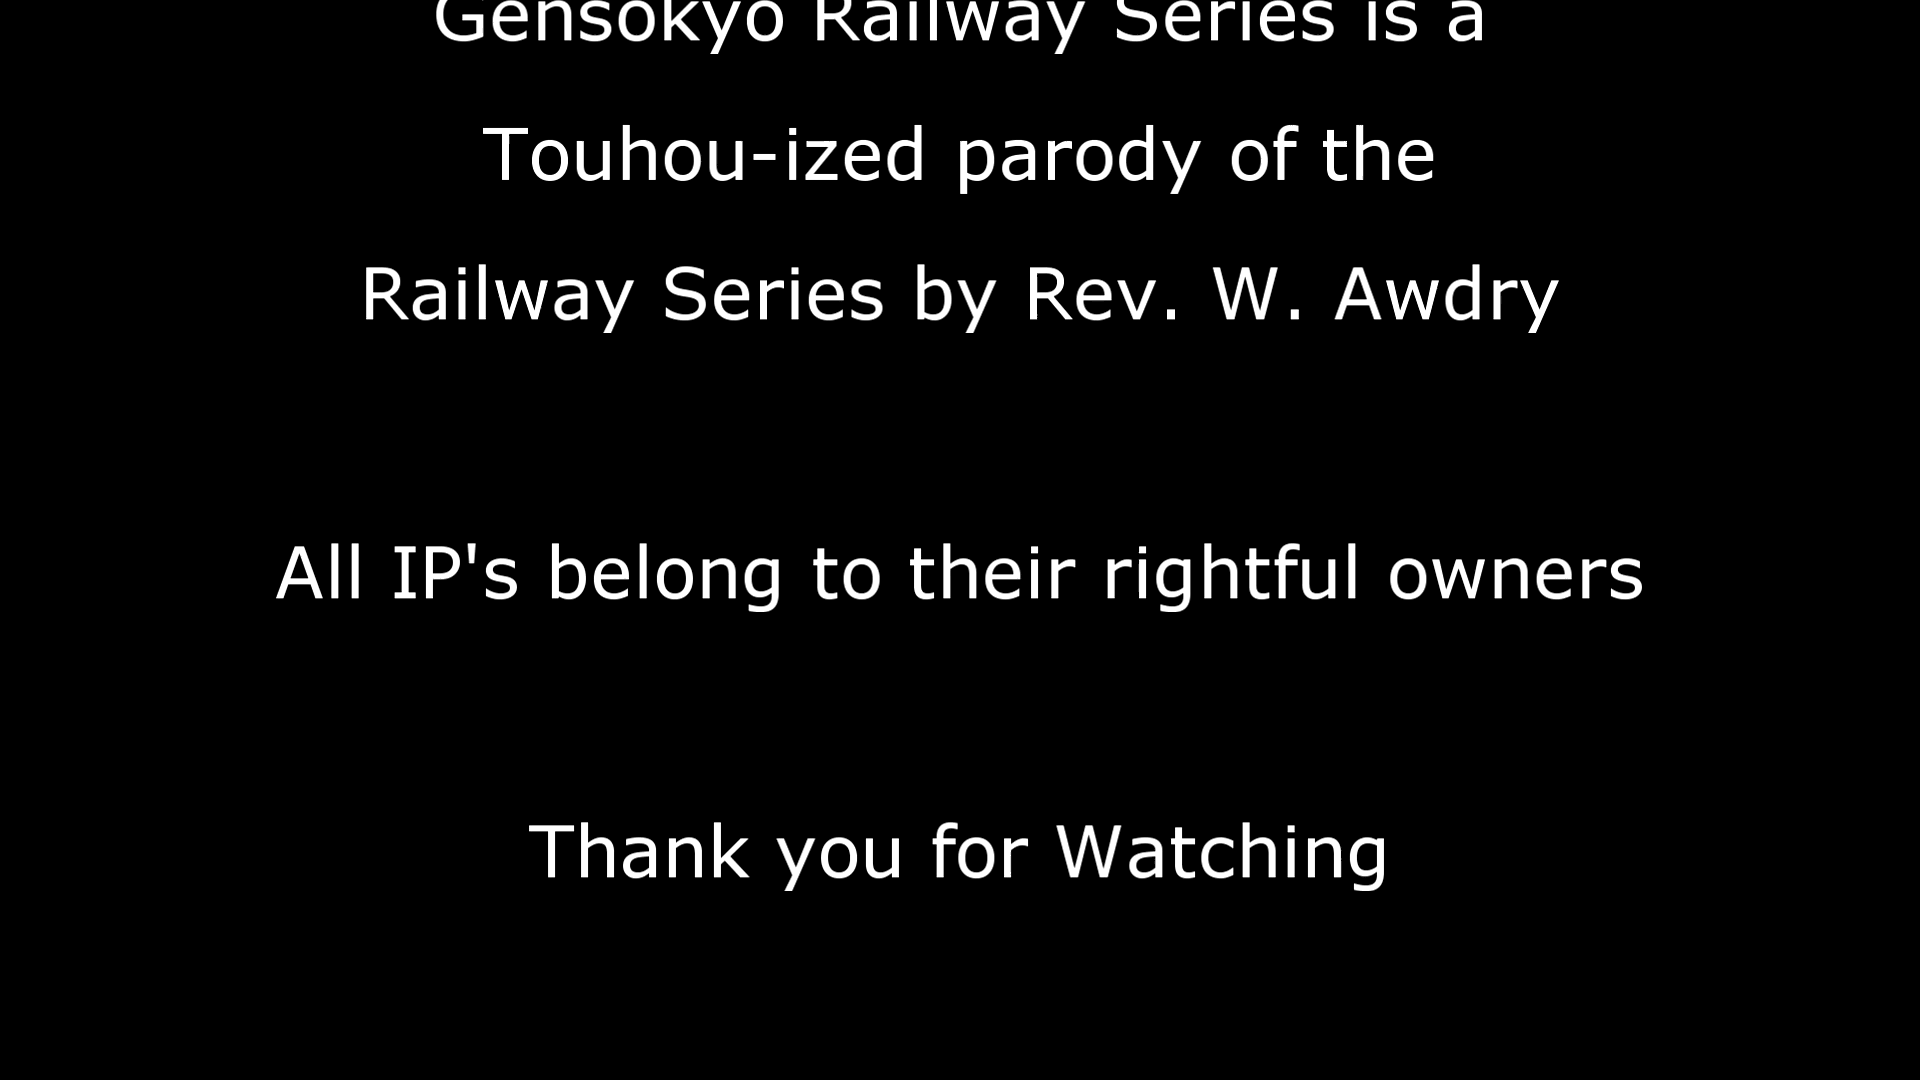 Gensokyo Railway Series is a
Touhou-ized parody of the
Railway Series by Rev. W. Awdry
All IP's belong to their rightful owners
Thank you for Watching